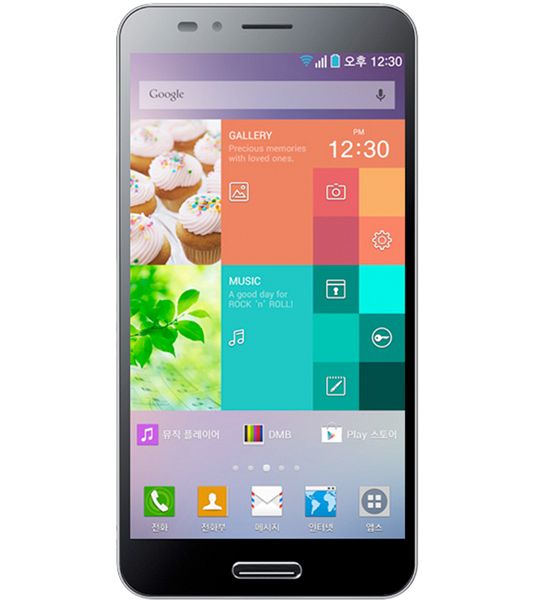 오후 12:30
Google
GALLERY
Precious memories
with loved ones.
PM
12:30
MUSIC
A good day for
ROCK 'n' ROLL!
뮤직 플레이어
DMB
Play 스토어
전화
전화부
메시지
인터넷
앱스